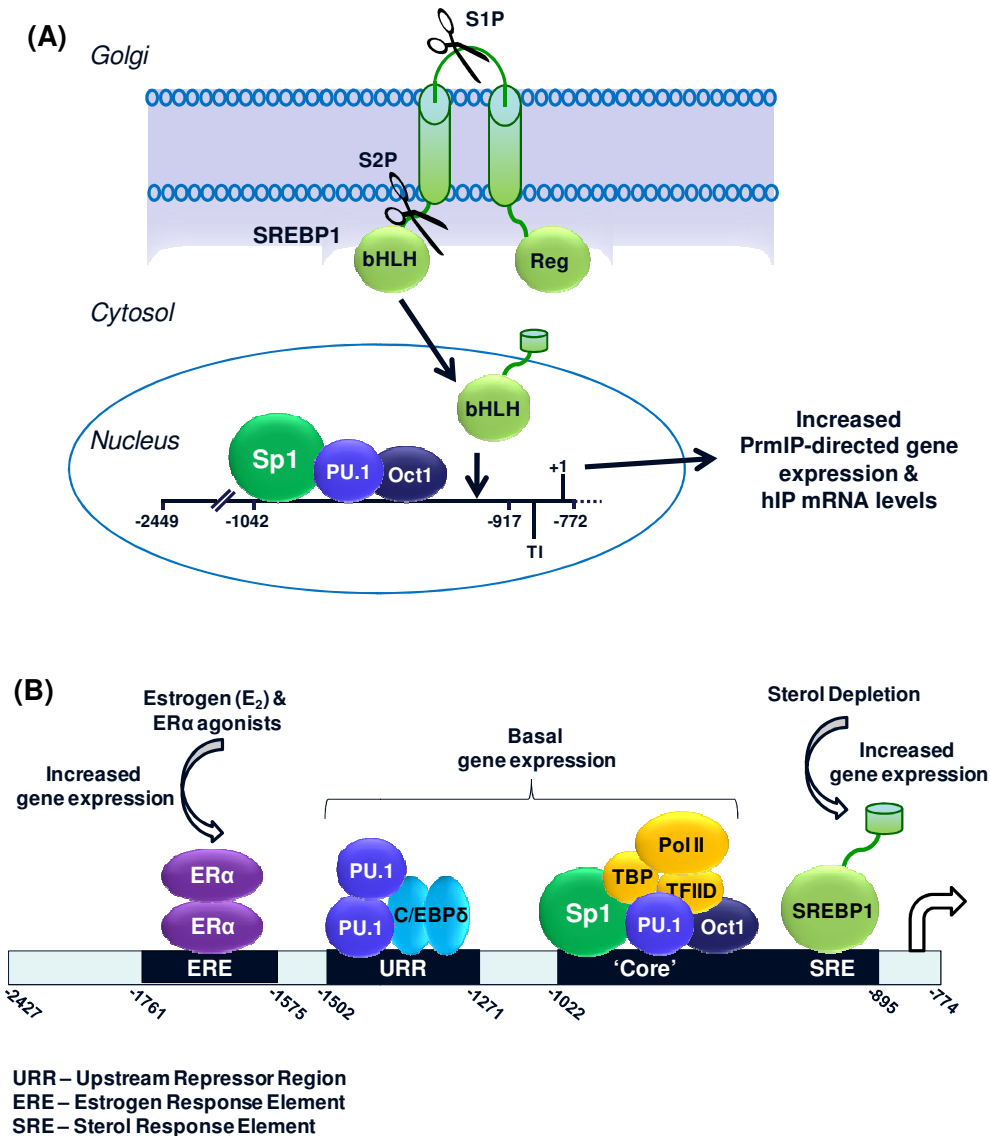 (A)
Golgi
S1P
S2P
SREBP1
bHLH
Reg
Cytosol
bHLH
Nucleus
Sp1
PU.1
Oct1
+1
-2449
-1042
-917
-772
TI
Increased
PrmIP-directed gene
expression &
hIP mRNA levels
(B)
Estrogen (E₂) &
ERα agonists
Increased
gene expression
Basal
gene expression
Sterol Depletion
Increased
gene expression
ERα
ERα
PU.1
PU.1
C/EBPδ
Sp1
TBP
Pol II
TFIID
PU.1
Oct1
SREBP1
ERE
URR
'Core'
SRE
-2427
-1761
-1575
-1502
-1271
-1022
-895
-774
URR – Upstream Repressor Region
ERE – Estrogen Response Element
SRE – Sterol Response Element